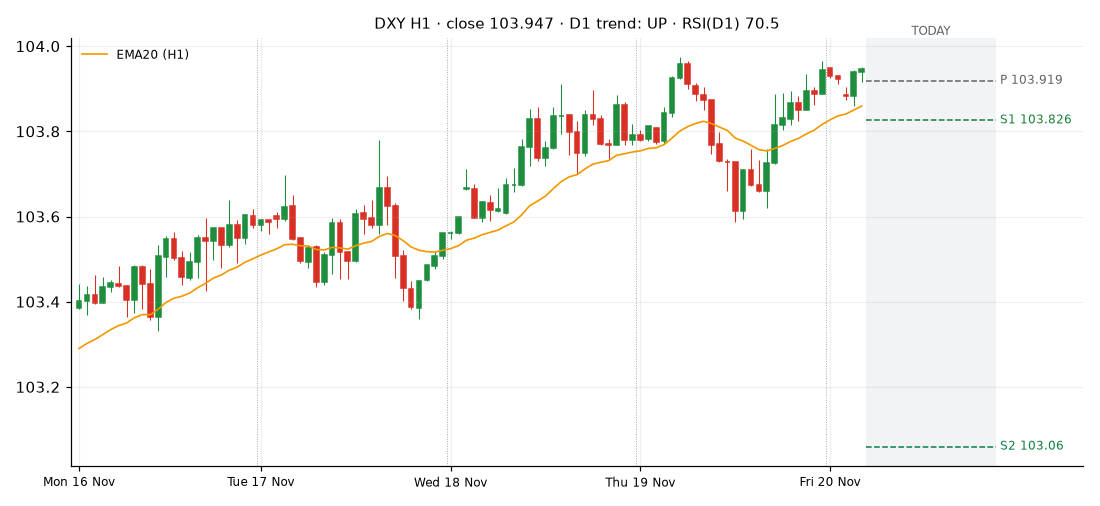 DXY H1 · close 103.947 · D1 trend: UP · RSI(D1) 70.5
TODAY
EMA20 (H1)
104.0
103.8
103.6
103.4
103.2
P 103.919
S1 103.826
S2 103.06
Mon 16 Nov
Tue 17 Nov
Wed 18 Nov
Thu 19 Nov
Fri 20 Nov